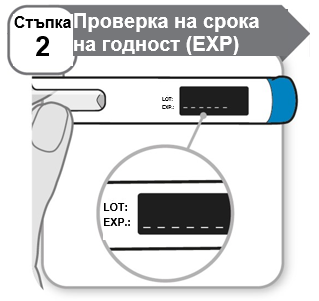 Стъпка
2
Проверка на срока
на годност (EXP)
LOT:
EXP.:
LOT:
EXP.: